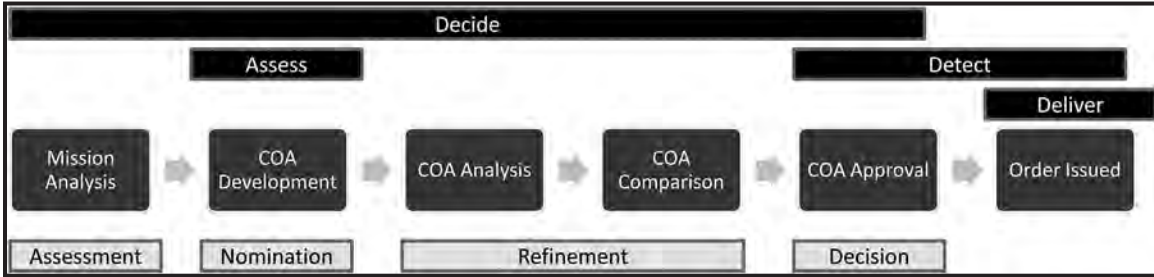 Decide
Assess
Detect
Deliver
Mission
Analysis
COA
Development
COA Analysis
COA
Comparison
COA Approval
Order Issued
Assessment
Nomination
Refinement
Decision